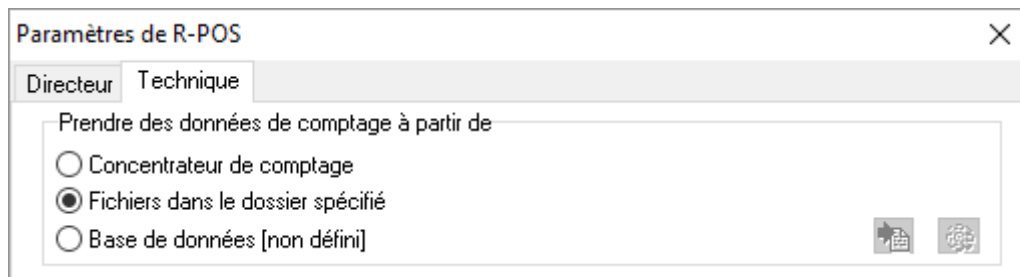 Paramètres de R-POS
Directeur Technique
Prendre des données de comptage à partir de
Concentrateur de comptage
Fichiers dans le dossier spécifié
Base de données [non défini]